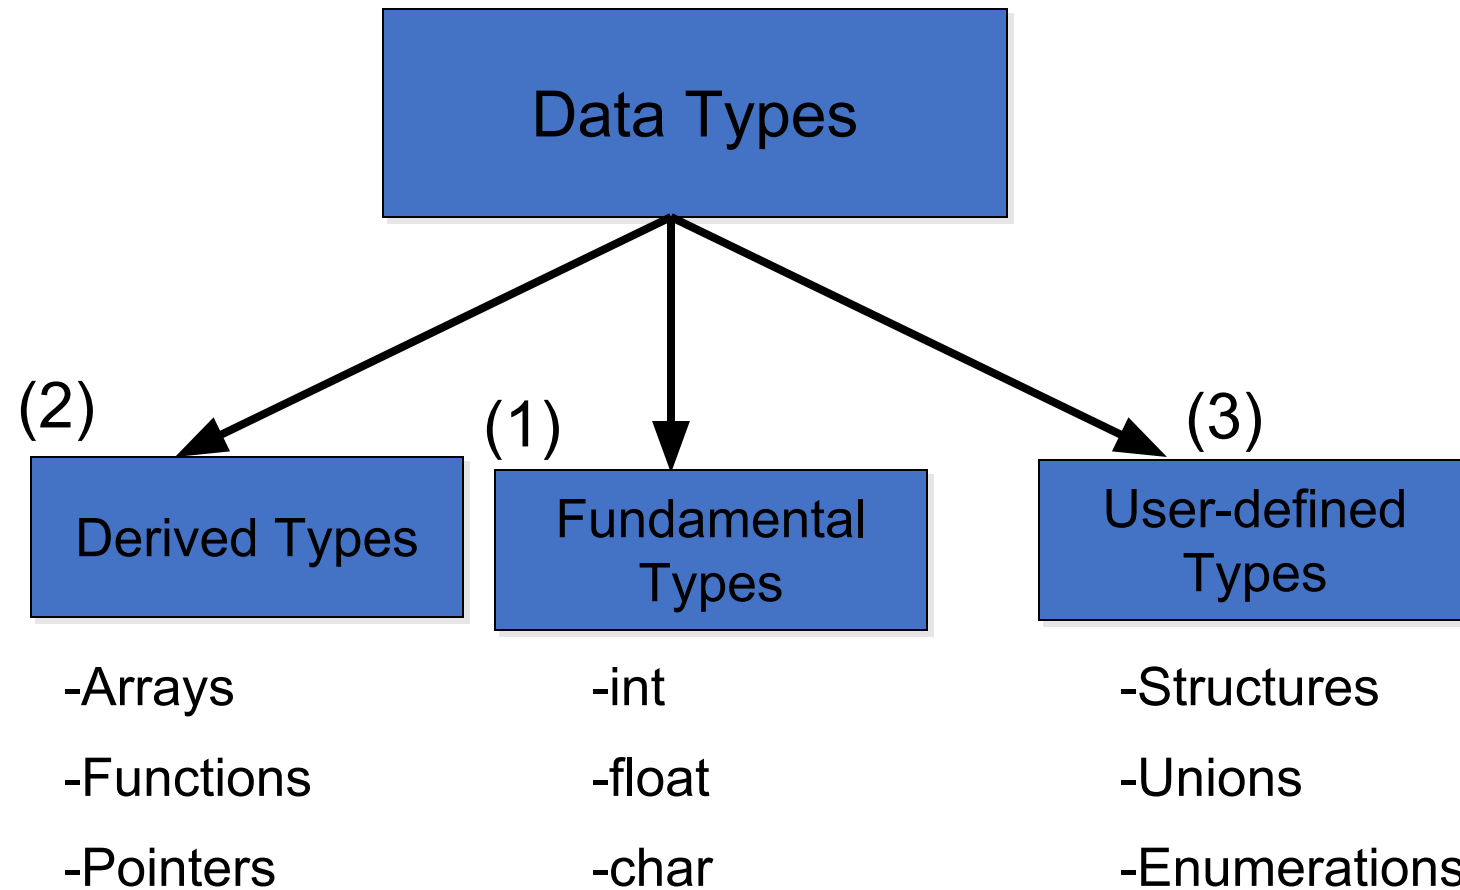 Data Types
(2)
Derived Types
-Arrays
-Functions
-Pointers
(1)
Fundamental
Types
-int
-float
-char
(3)
User-defined
Types
-Structures
-Unions
-Enumerations